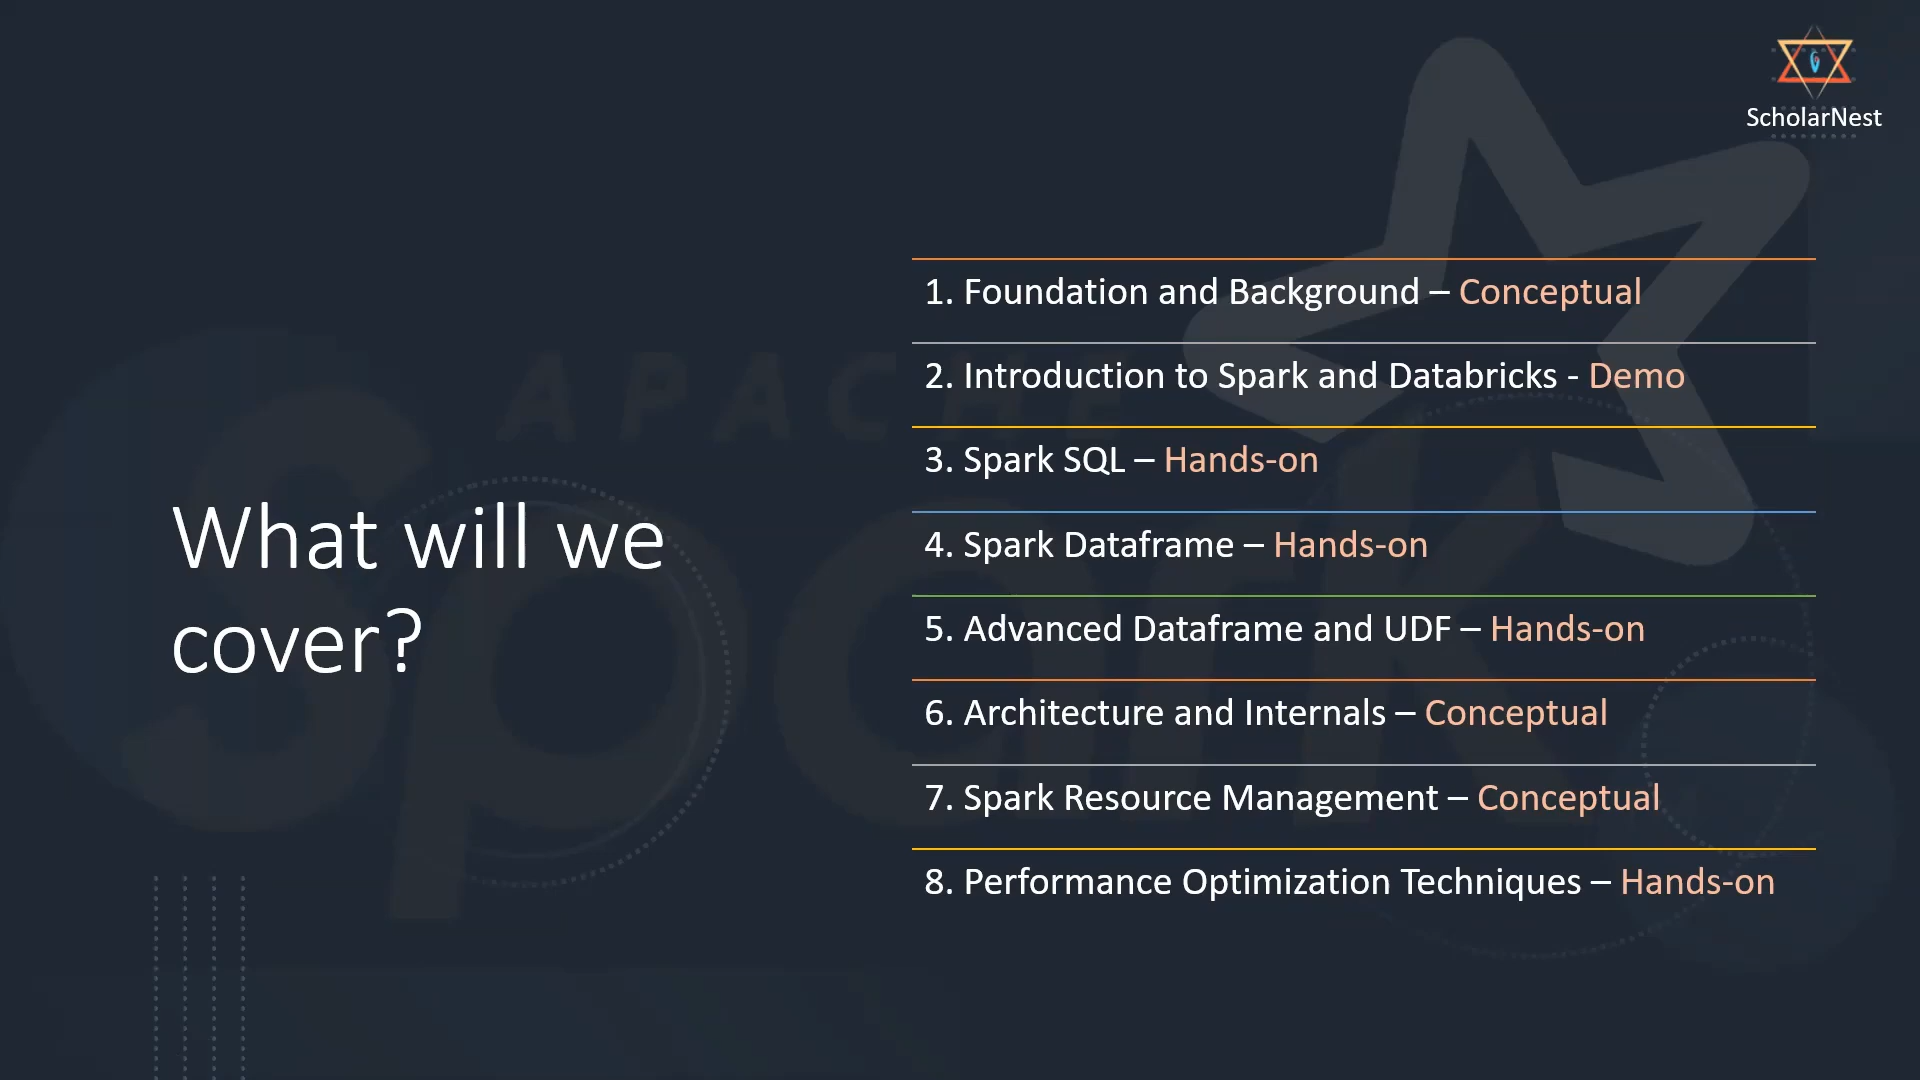 ScholarNest
What will we
cover?
1. Foundation and Background – Conceptual
2. Introduction to Spark and Databricks - Demo
3. Spark SQL – Hands-on
4. Spark Dataframe – Hands-on
5. Advanced Dataframe and UDF – Hands-on
6. Architecture and Internals – Conceptual
7. Spark Resource Management – Conceptual
8. Performance Optimization Techniques – Hands-on
APACHE
Spark